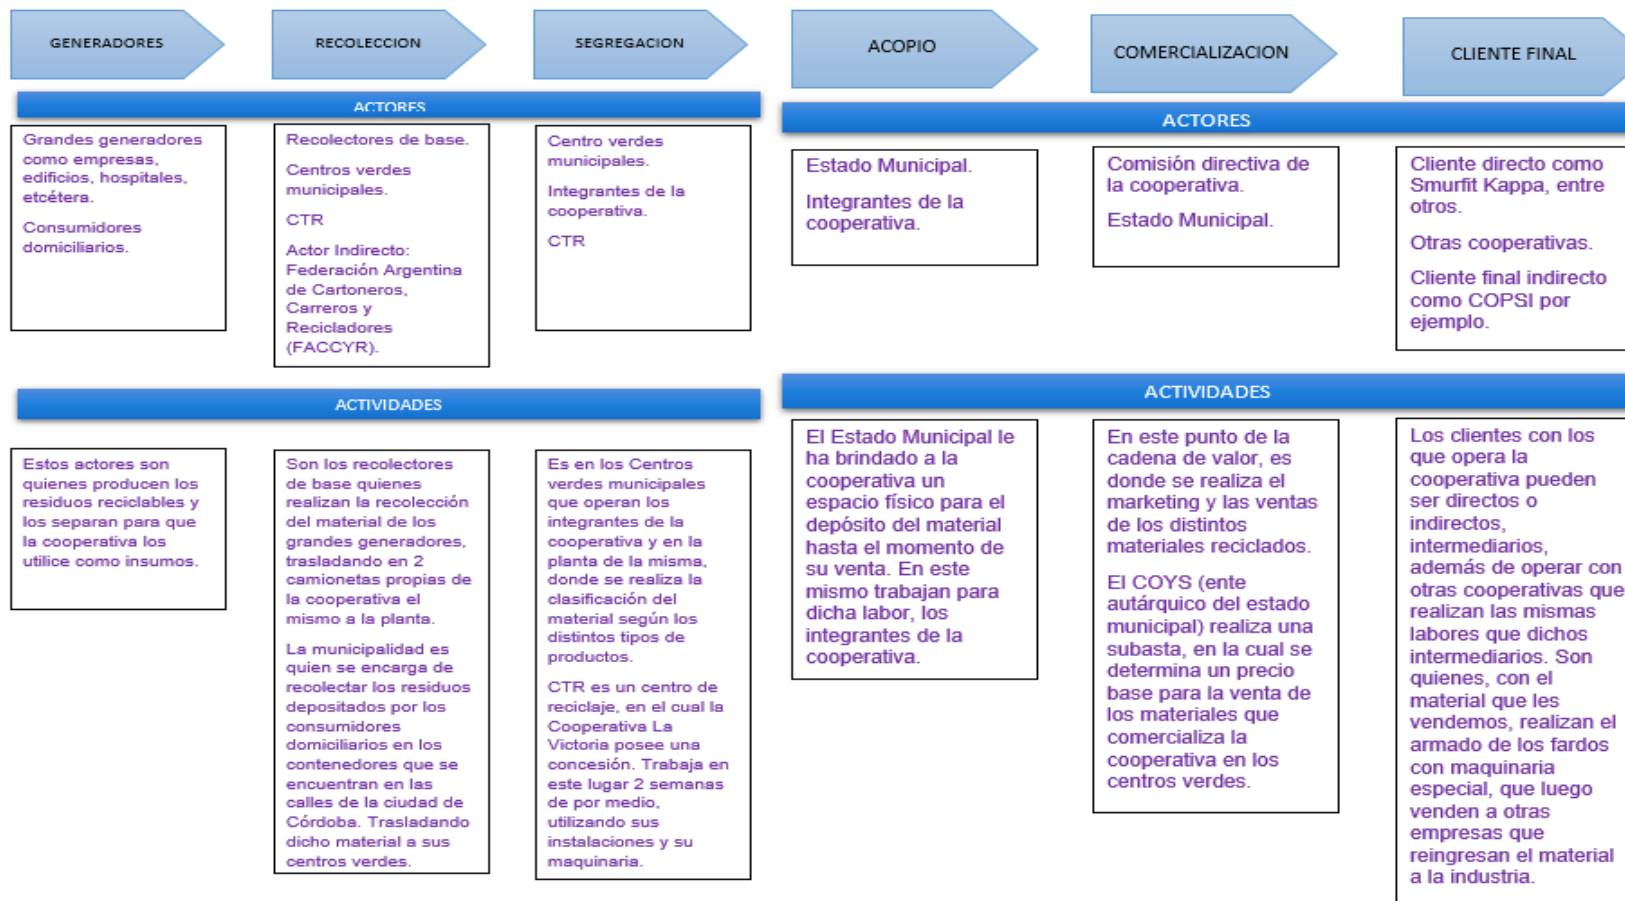 GENERADORES
RECOLECCION
SEGREGACION
ACOPIO
COMERCIALIZACION
CLIENTE FINAL
ACTORES
Grandes generadores
como empresas,
edificios, hospitales,
etcétera.
Consumidores
domiciliarios.
Recolectores de base.
Centros verdes
municipales.
CTR
Actor Indirecto:
Federación Argentina
de Cartoneros,
Carreros y
Recicladores
(FACCYR).
Centro verdes
municipales.
Integrantes de la
cooperativa.
CTR
ACTORES
Estado Municipal.
Integrantes de la
cooperativa.
Comisión directiva de
la cooperativa.
Estado Municipal.
Cliente directo como
Smurfit Kappa, entre
otros.
Otras cooperativas.
Cliente final indirecto
como COPSI por
ejemplo.
ACTIVIDADES
Estos actores son
quienes producen los
residuos reciclables y
los separan para que
la cooperativa los
utilice como insumos.
Son los recolectores
de base quienes
realizan la recolección
del material de los
grandes generadores,
trasladando en 2
camionetas propias de
la cooperativa el
mismo a la planta.
La municipalidad es
quien se encarga de
recolectar los residuos
depositados por los
consumidores
domiciliarios en los
contenedores que se
encuentran en las
calles de la ciudad de
Córdoba. Trasladando
dicho material a sus
centros verdes.
Es en los Centros
verdes municipales
que operan los
integrantes de la
cooperativa y en la
planta de la misma,
donde se realiza la
clasificación del
material según los
distintos tipos de
productos.
CTR es un centro de
reciclaje, en el cual la
Cooperativa La
Victoria posee una
concesión. Trabaja en
este lugar 2 semanas
de por medio,
utilizando sus
instalaciones y su
maquinaria.
ACTIVIDADES
El Estado Municipal le
ha brindado a la
cooperativa un
espacio físico para el
depósito del material
hasta el momento de
su venta. En este
mismo trabajan para
dicha labor, los
integrantes de la
cooperativa.
En este punto de la
cadena de valor, es
donde se realiza el
marketing y las ventas
de los distintos
materiales reciclados.
El COYS (ente
autárquico del estado
municipal) realiza una
subasta, en la cual se
determina un precio
base para la venta de
los materiales que
comercializa la
cooperativa en los
centros verdes.
Los clientes con los
que opera la
cooperativa pueden
ser directos o
indirectos,
intermediarios,
además de operar con
otras cooperativas que
realizan las mismas
labores que dichos
intermediarios. Son
quienes, con el
material que les
vendemos, realizan el
armado de los fardos
con maquinaria
especial, que luego
venden a otras
empresas que
reingresan el material
a la industria.